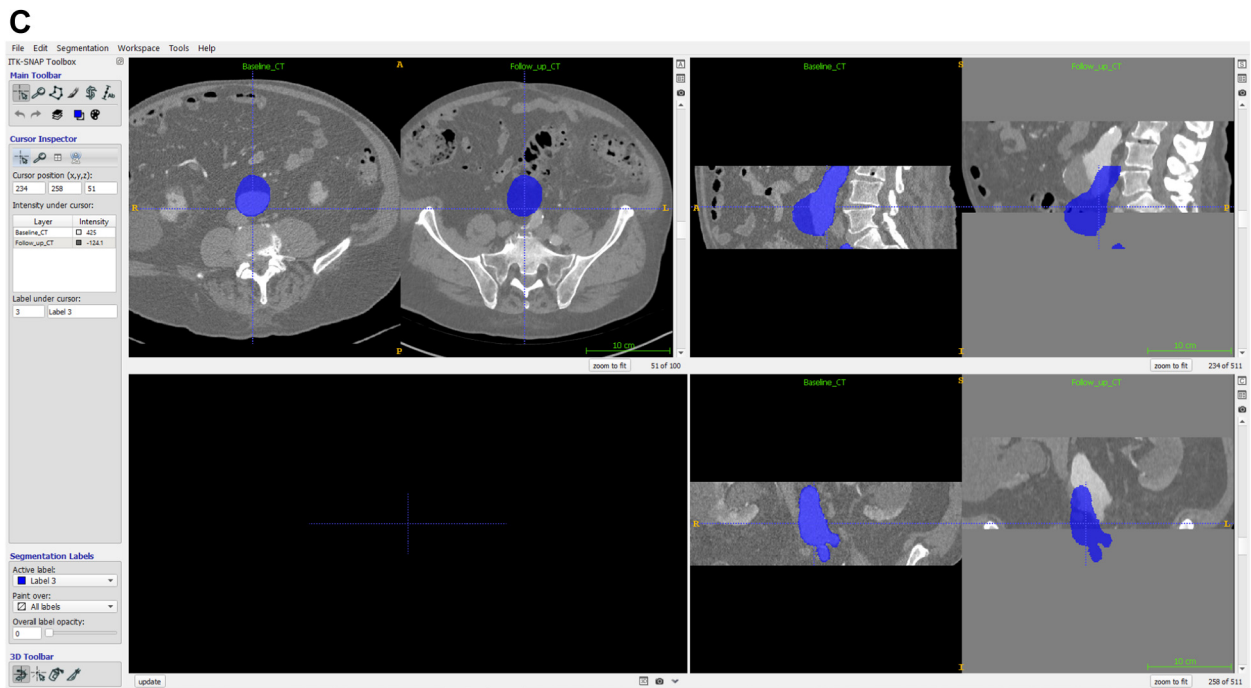 C
File Edit Segmentation Workspace Tools Help
ITK-SNAP Toolbox
Main Toolbar
Cursor Inspector
Cursor position (x,y,z):
234 258 51
Intensity under cursor:
Layer Intensity
Baseline_CT 425
Follow_up_CT -124.1
Label under cursor:
3 Label 3
Segmentation Labels
Active label:
Label 3
Paint over:
All labels
Overall label opacity:
0
3D Toolbar
Baseline_CT A Follow_up_CT
R L
10 cm
P
zoom to fit 51 of 100
Baseline_CT S Follow_up_CT
A P
10 cm
I
zoom to fit 234 of 511
update
Baseline_CT S Follow_up_CT
R L
10 cm
I
zoom to fit 258 of 511